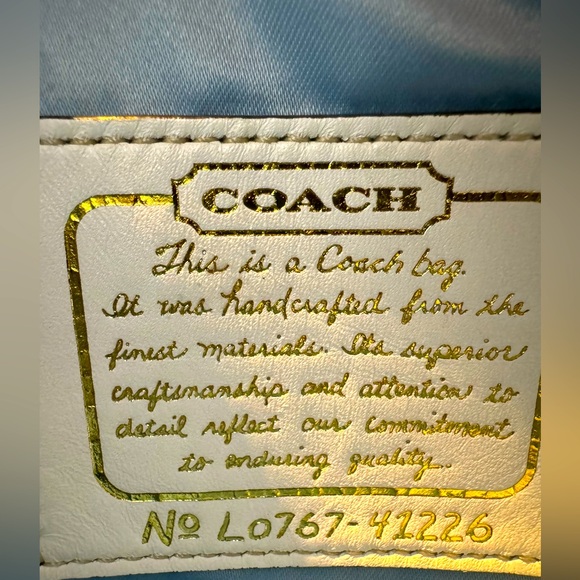 COACH
This is a Coach bag.
It was handcrafted from the
finest materials. Its superior
craftsmanship and attention to
detail reflect our commitment
to enduring quality.
No L0767-41226